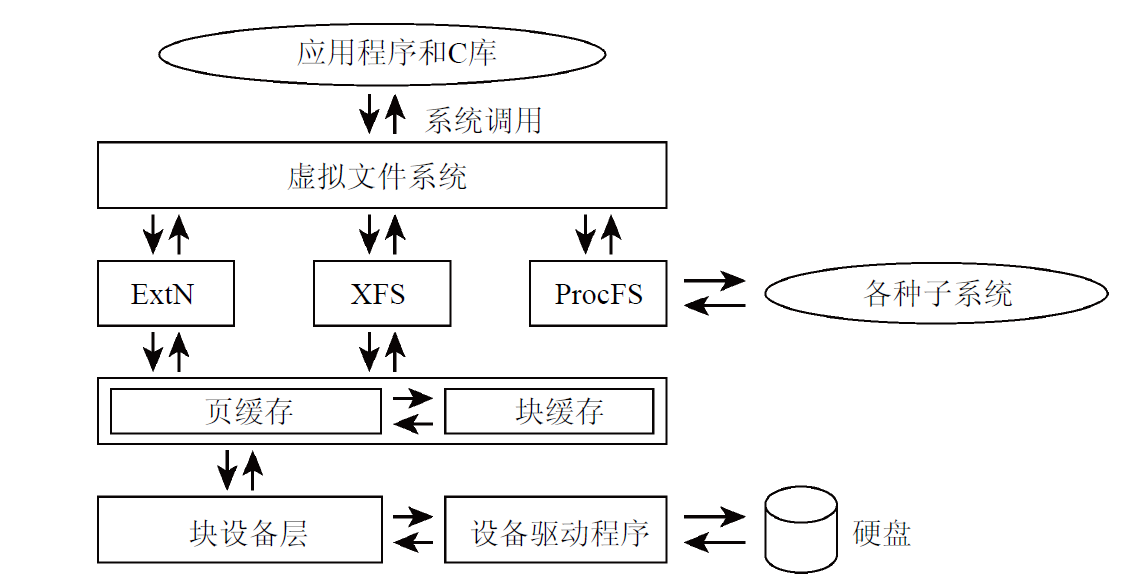 应用程序和C库
系统调用
虚拟文件系统
ExtN
XFS
ProcFS
各种子系统
页缓存
块缓存
块设备层
设备驱动程序
硬盘